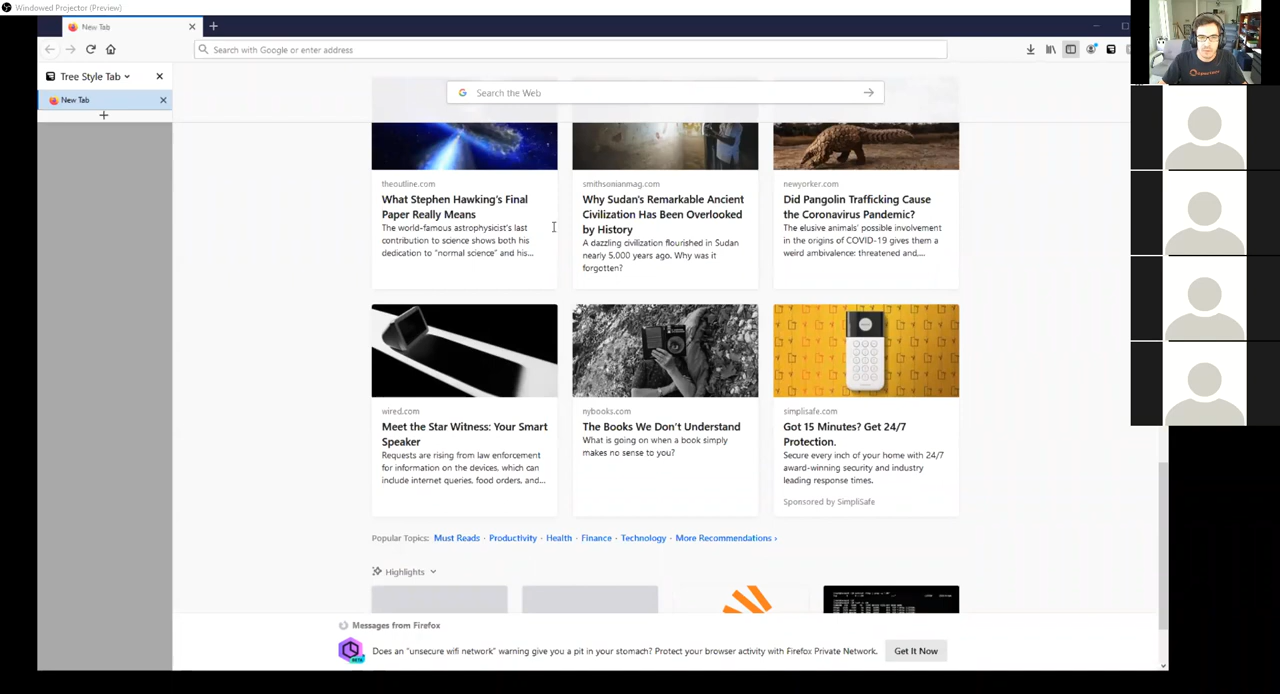 Windowed Projector (Preview)
New Tab
Search with Google or enter address
Tree Style Tab
New Tab
Search the Web
theoutline.com
What Stephen Hawking's Final
Paper Really Means
The world-famous astrophysicist's last
contribution to science shows both his
dedication to "normal science" and his...
smithsonianmag.com
Why Sudan's Remarkable Ancient
Civilization Has Been Overlooked
by History
A dazzling civilization flourished in Sudan
nearly 5,000 years ago. Why was it
forgotten?
newyorker.com
Did Pangolin Trafficking Cause
the Coronavirus Pandemic?
The elusive animals' possible involvement
in the origins of COVID-19 gives them a
weird ambivalence: threatened and,...
wired.com
Meet the Star Witness: Your Smart
Speaker
Requests are rising from law enforcement
for information on the devices, which can
include internet queries, food orders, and...
nybooks.com
The Books We Don't Understand
What is going on when a book simply
makes no sense to you?
simplisafe.com
Got 15 Minutes? Get 24/7
Protection.
Secure every inch of your home with 24/7
award-winning security and industry
leading response times.
Sponsored by SimpliSafe
Popular Topics: Must Reads · Productivity · Health · Finance · Technology · More Recommendations ›
Highlights
Messages from Firefox
Does an "unsecure wifi network" warning give you a pit in your stomach? Protect your browser activity with Firefox Private Network.
Get It Now